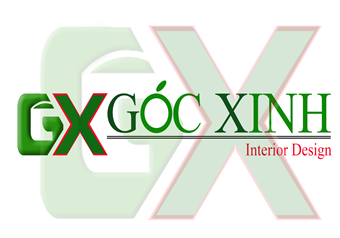 GX GÓC XINH
Interior Design